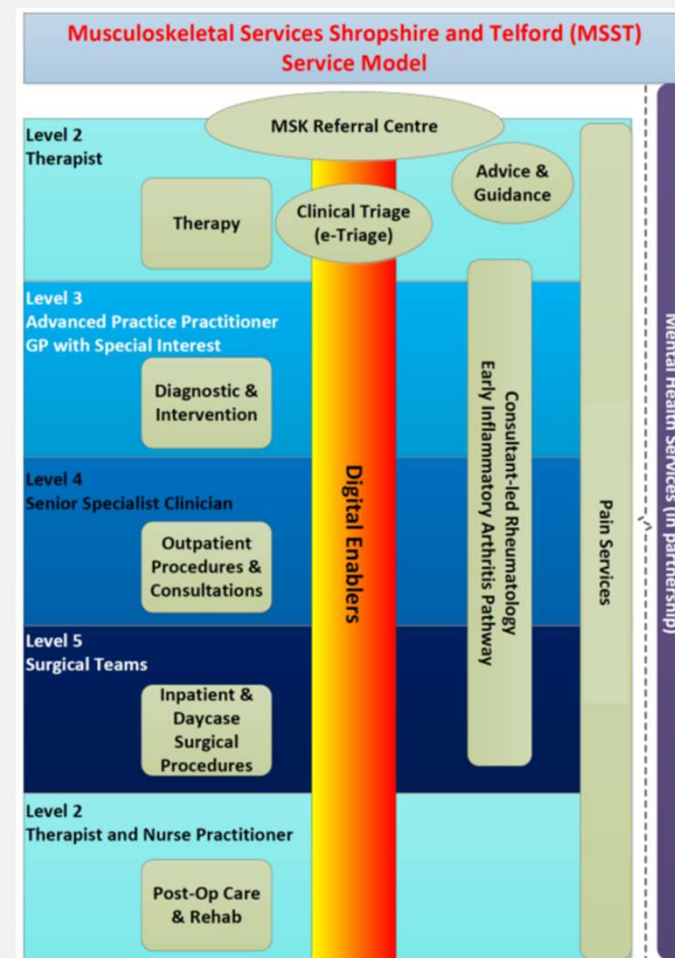 Musculoskeletal Services Shropshire and Telford (MSST)
Service Model
MSK Referral Centre
Level 2
Therapist
Advice &
Guidance
Therapy
Clinical Triage
(e-Triage)
Level 3
Advanced Practice Practitioner
GP with Special Interest
Diagnostic &
Intervention
Level 4
Senior Specialist Clinician
Outpatient
Procedures &
Consultations
Level 5
Surgical Teams
Inpatient &
Daycase
Surgical
Procedures
Level 2
Therapist and Nurse Practitioner
Post-Op Care
& Rehab
Digital Enablers
Consultant-led Rheumatology
Early Inflammatory Arthritis Pathway
Pain Services
Mental Health Services (in partnership)